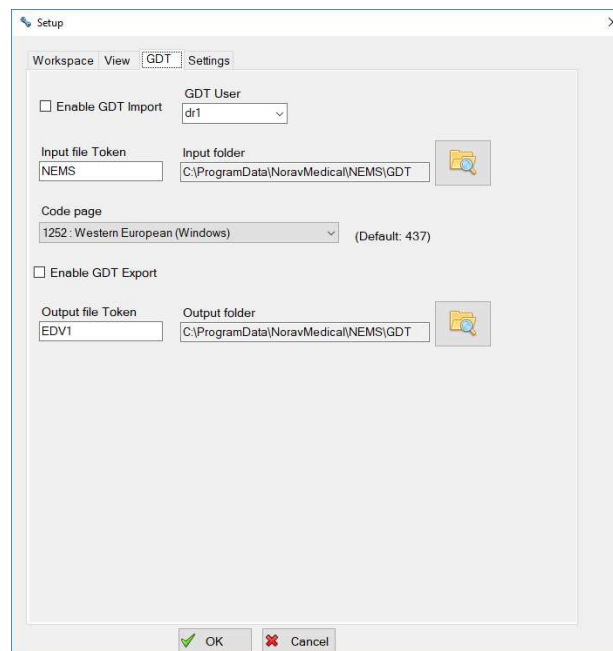 Setup
Workspace View GDT Settings
GDT User
Enable GDT Import
dr1
Input file Token Input folder
NEMS C:\ProgramData\NoravMedical\NEMS\GDT
Code page
1252 : Western European (Windows) (Default: 437)
Enable GDT Export
Output file Token Output folder
EDV1 C:\ProgramData\NoravMedical\NEMS\GDT
OK Cancel